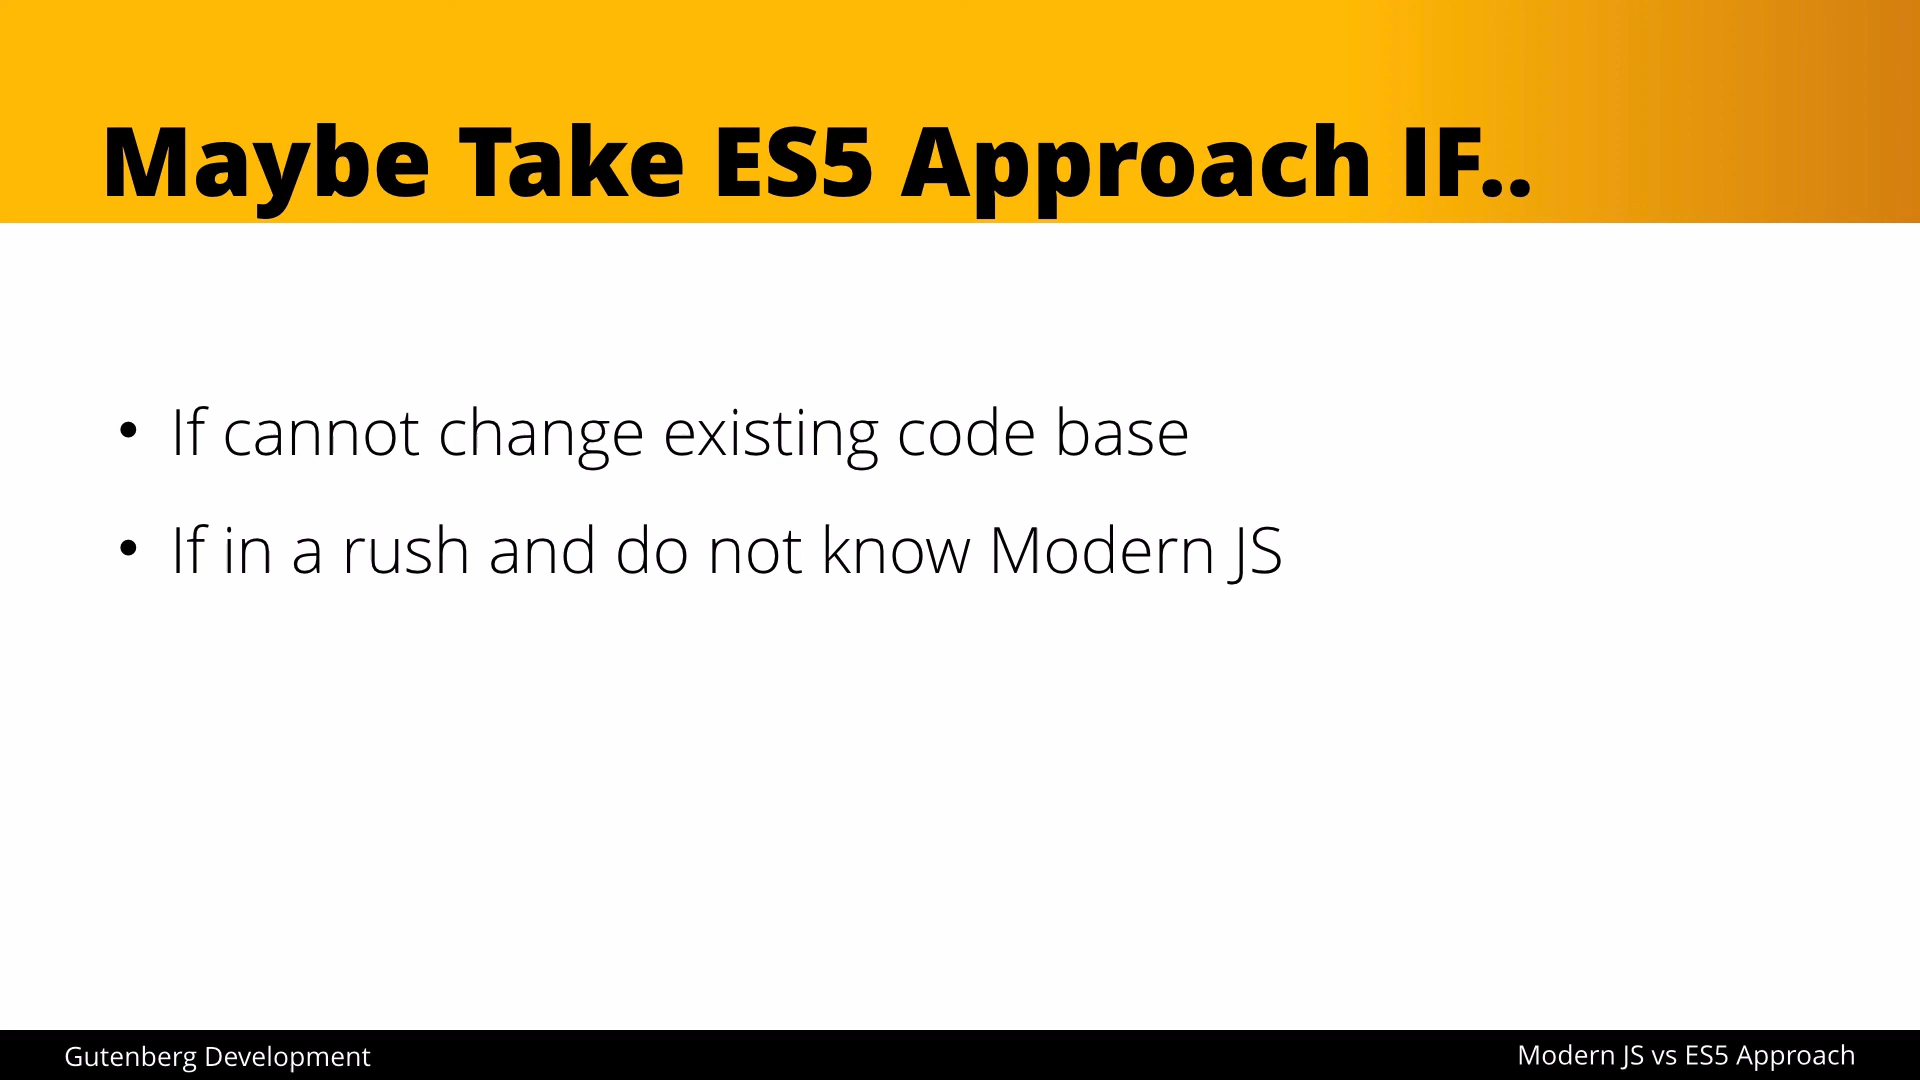 Maybe Take ES5 Approach IF..
• If cannot change existing code base
• If in a rush and do not know Modern JS
Gutenberg Development
Modern JS vs ES5 Approach